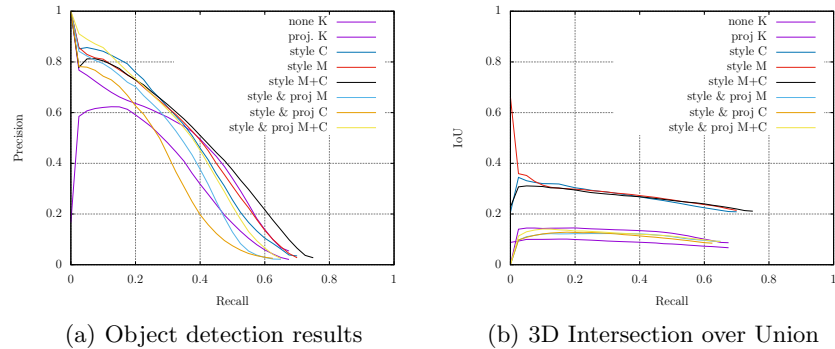 none K
proj. K
style C
style M
style M+C
style & proj M
style & proj C
style & proj M+C
Precision
0
0.2
0.4
0.6
0.8
1
0 0.2 0.4 0.6 0.8 1
Recall
(a) Object detection results
none K
proj K
style C
style M
style M+C
style & proj M
style & proj C
style & proj M+C
IoU
0
0.2
0.4
0.6
0.8
1
0 0.2 0.4 0.6 0.8 1
Recall
(b) 3D Intersection over Union